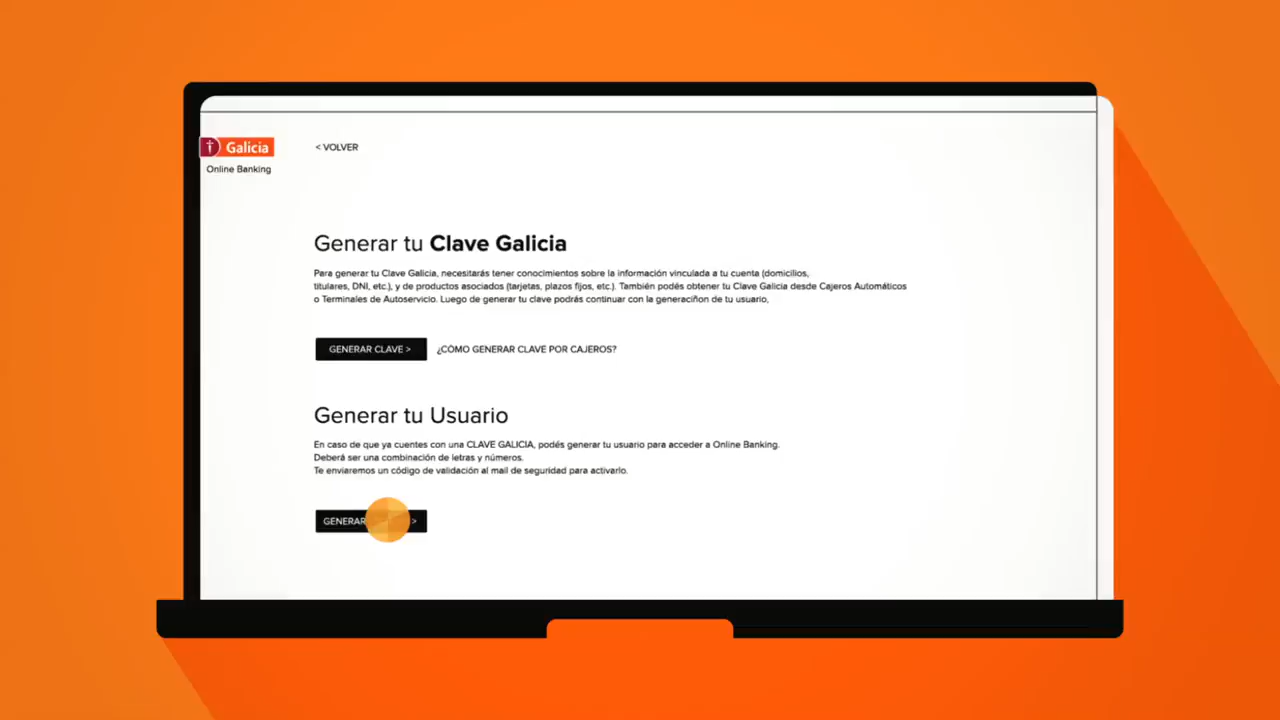 Galicia
Online Banking
< VOLVER
Generar tu Clave Galicia
Para generar tu Clave Galicia, necesitarás tener conocimientos sobre la información vinculada a tu cuenta (domicilios,
titulares, DNI, etc.), y de productos asociados (tarjetas, plazos fijos, etc.). También podés obtener tu Clave Galicia desde Cajeros Automáticos
o Terminales de Autoservicio. Luego de generar tu clave podrás continuar con la generaciñon de tu usuario,
GENERAR CLAVE >
¿CÓMO GENERAR CLAVE POR CAJEROS?
Generar tu Usuario
En caso de que ya cuentes con una CLAVE GALICIA, podés generar tu usuario para acceder a Online Banking.
Deberá ser una combinación de letras y números.
Te enviaremos un código de validación al mail de seguridad para activarlo.
GENERAR >